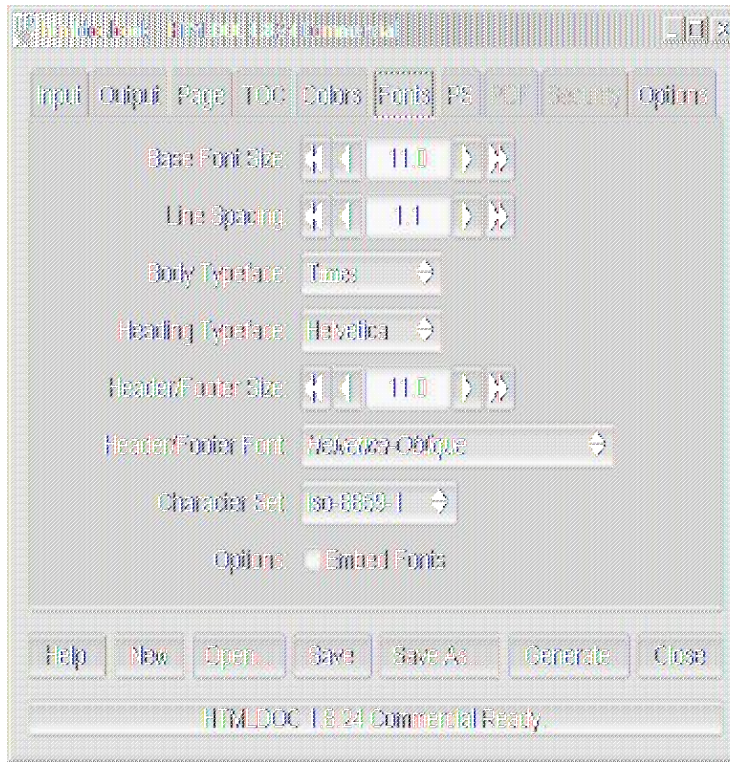 HTMLDOC 1.8.24 Commercial
Input Output Page TOC Colors Fonts PS PDF Security Options
Base Font Size: 11.0
Line Spacing: 1.1
Body Typeface: Times
Heading Typeface: Helvetica
Header/Footer Size: 11.0
Header/Footer Font: Helvetica-Oblique
Character Set: Iso-8859-1
Options: Embed Fonts
Help New Open... Save Save As... Generate Close
HTMLDOC 1.8.24 Commercial Ready.